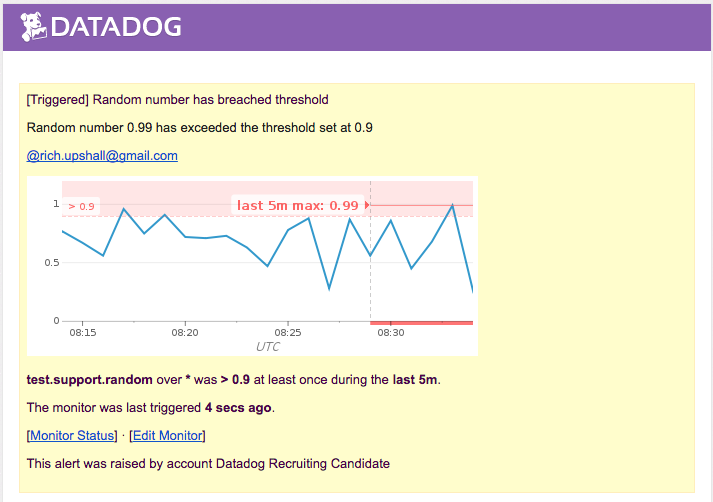 DATADOG
[Triggered] Random number has breached threshold
Random number 0.99 has exceeded the threshold set at 0.9
@rich.upshall@gmail.com
1
> 0.9
last 5m max: 0.99
0.5
0
08:15 08:20 08:25 08:30
UTC
test.support.random over * was > 0.9 at least once during the last 5m.
The monitor was last triggered 4 secs ago.
[Monitor Status] · [Edit Monitor]
This alert was raised by account Datadog Recruiting Candidate